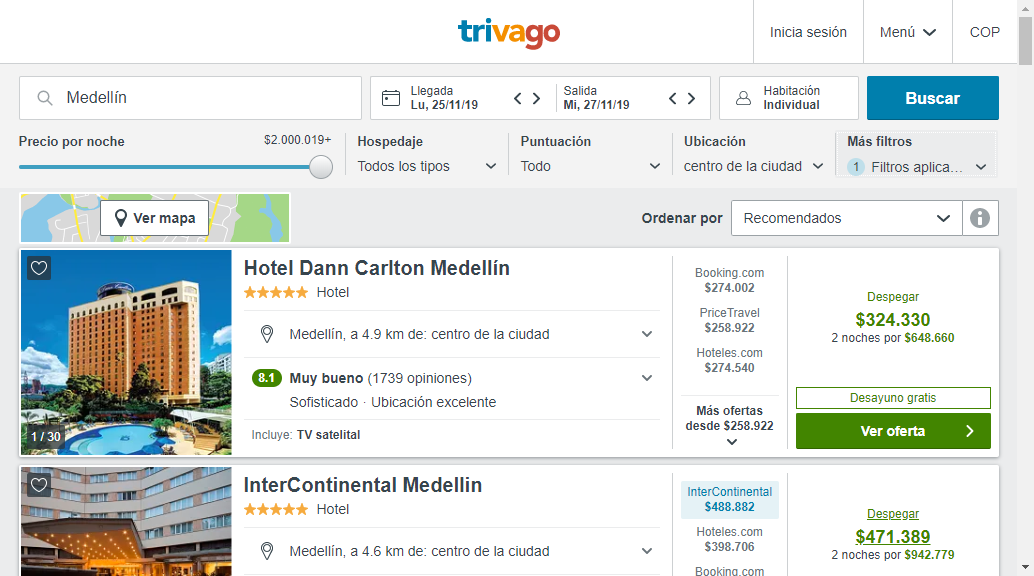 trivago
Inicia sesión
Menú
COP
Medellín
Llegada
Lu, 25/11/19
Salida
Mi, 27/11/19
Habitación
Individual
Buscar
Precio por noche
$2.000.019+
Hospedaje
Todos los tipos
Puntuación
Todo
Ubicación
centro de la ciudad
Más filtros
1 Filtros aplica...
Ver mapa
Ordenar por
Recomendados
1 / 30
Hotel Dann Carlton Medellín
Hotel
Medellín, a 4.9 km de: centro de la ciudad
8.1 Muy bueno (1739 opiniones)
Sofisticado · Ubicación excelente
Incluye: TV satelital
Booking.com
$274.002
PriceTravel
$258.922
Hoteles.com
$274.540
Más ofertas
desde $258.922
Despegar
$324.330
2 noches por $648.660
Desayuno gratis
Ver oferta
InterContinental Medellin
Hotel
Medellín, a 4.6 km de: centro de la ciudad
InterContinental
$488.882
Hoteles.com
$398.706
Booking.com
Despegar
$471.389
2 noches por $942.779